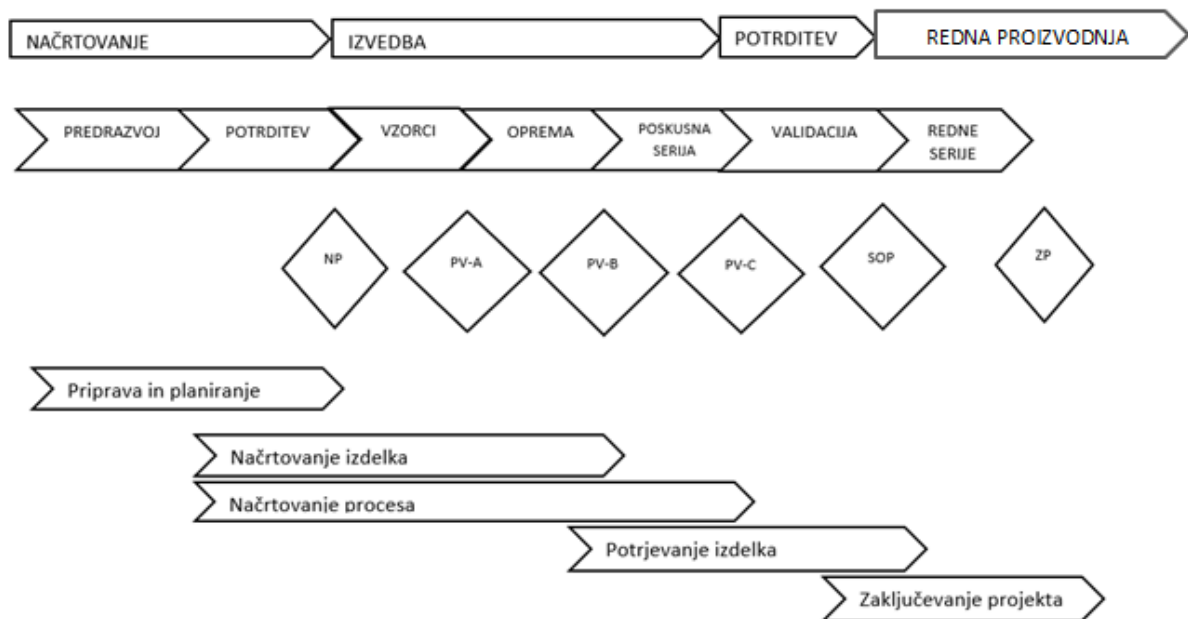 NAČRTOVANJE
IZVEDBA
POTRDITEV
REDNA PROIZVODNJA
PREDRAZVOJ
POTRDITEV
VZORCI
OPREMA
POSKUSNA
SERIJA
VALIDACIJA
REDNE
SERIJE
NP
PV-A
PV-B
PV-C
SOP
ZP
Priprava in planiranje
Načrtovanje izdelka
Načrtovanje procesa
Potrjevanje izdelka
Zaključevanje projekta